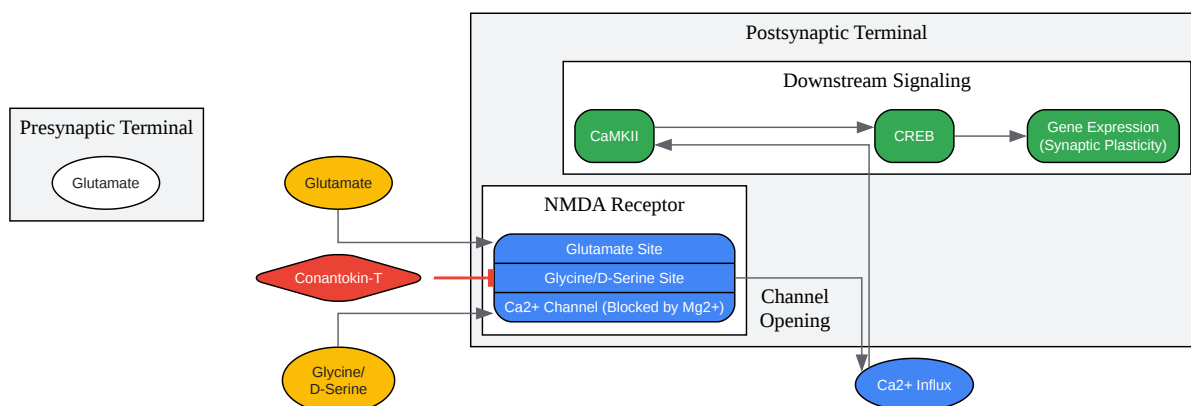 Postsynaptic Terminal
Downstream Signaling
Presynaptic Terminal
Glutamate
CaMKII
CREB
Gene Expression
(Synaptic Plasticity)
Glutamate
NMDA Receptor
Glutamate Site
Glycine/D-Serine Site
Ca2+ Channel (Blocked by Mg2+)
Conantokin-T
Channel
Opening
Glycine/
D-Serine
Ca2+ Influx